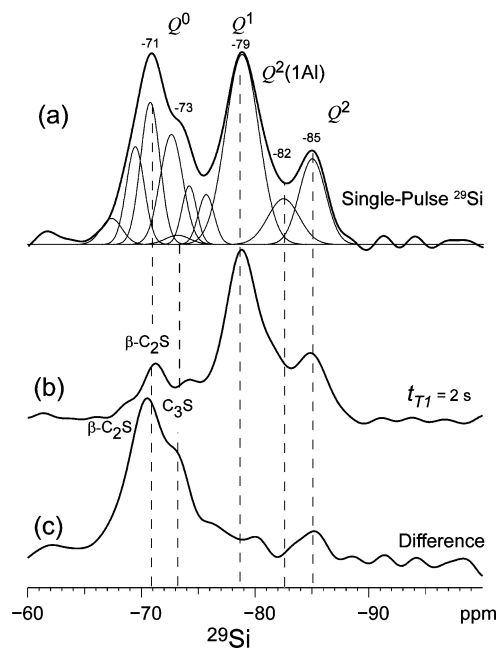 Q⁰ Q¹
-71 -79
Q²(1Al)
-73 Q²
(a) -82 -85
Single-Pulse ²⁹Si
β-C₂S
(b) t_T1 = 2 s
β-C₂S C₃S
(c) Difference
−60 −70 −80 −90 ppm
²⁹Si